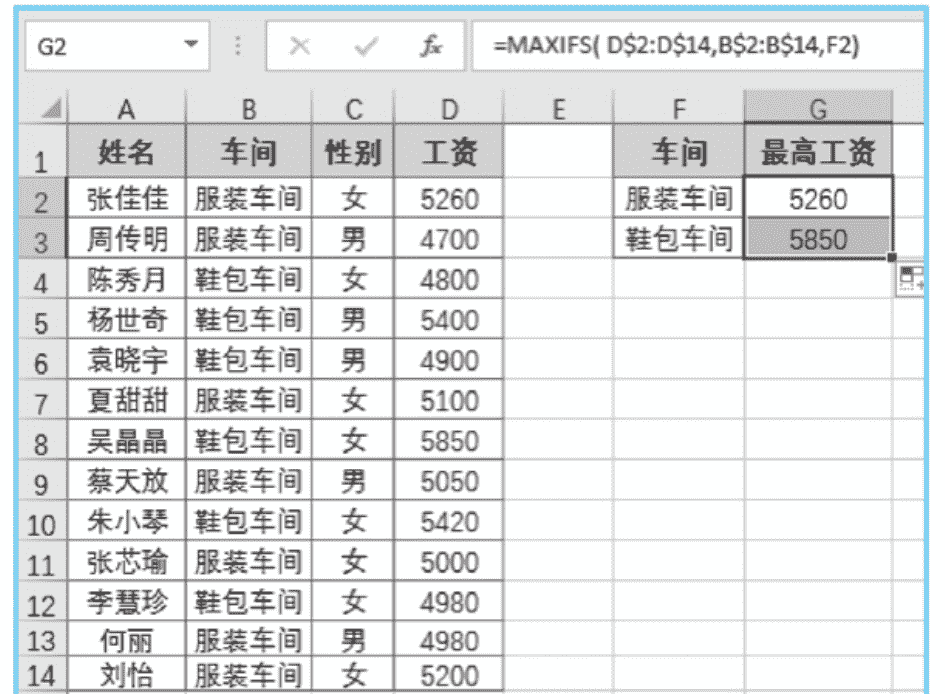 G2 fx =MAXIFS( D$2:D$14,B$2:B$14,F2)
A B C D E F G
1 姓名 车间 性别 工资 车间 最高工资
2 张佳佳 服装车间 女 5260 服装车间 5260
3 周传明 服装车间 男 4700 鞋包车间 5850
4 陈秀月 鞋包车间 女 4800
5 杨世奇 鞋包车间 男 5400
6 袁晓宇 鞋包车间 男 4900
7 夏甜甜 服装车间 女 5100
8 吴晶晶 鞋包车间 女 5850
9 蔡天放 服装车间 男 5050
10 朱小琴 鞋包车间 女 5420
11 张芯瑜 服装车间 女 5000
12 李慧珍 鞋包车间 女 4980
13 何丽 服装车间 男 4980
14 刘怡 服装车间 女 5200